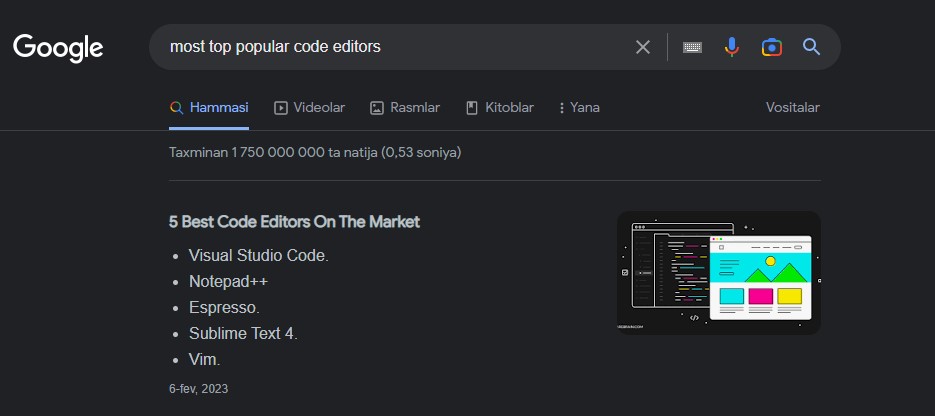 Google
most top popular code editors
Hammasi Videolar Rasmlar Kitoblar Yana Vositalar
Taxminan 1 750 000 000 ta natija (0,53 soniya)
5 Best Code Editors On The Market
Visual Studio Code.
Notepad++
Espresso.
Sublime Text 4.
Vim.
6-fev, 2023